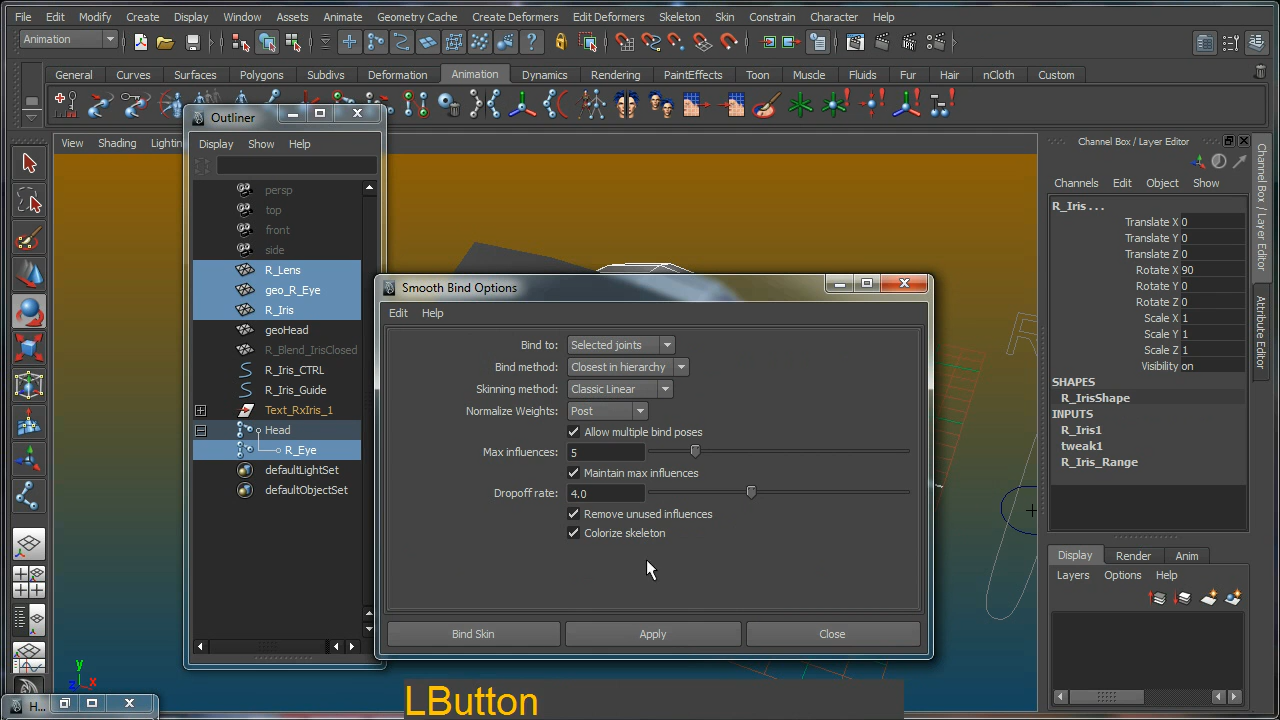 File Edit Modify Create Display Window Assets Animate Geometry Cache Create Deformers Edit Deformers Skeleton Skin Constrain Character Help
Animation
General Curves Surfaces Polygons Subdivs Deformation Animation Dynamics Rendering PaintEffects Toon Muscle Fluids Fur Hair nCloth Custom
View Shading Lightin
Outliner
Display Show Help
persp
top
front
side
R_Lens
geo_R_Eye
R_Iris
geoHead
R_Blend_IrisClosed
R_Iris_CTRL
R_Iris_Guide
Text_RxIris_1
Head
R_Eye
defaultLightSet
defaultObjectSet
Smooth Bind Options
Edit Help
Bind to: Selected joints
Bind method: Closest in hierarchy
Skinning method: Classic Linear
Normalize Weights: Post
Allow multiple bind poses
Max influences: 5
Maintain max influences
Dropoff rate: 4.0
Remove unused influences
Colorize skeleton
Bind Skin Apply Close
Channel Box / Layer Editor
Channels Edit Object Show
R_Iris . . .
Translate X 0
Translate Y 0
Translate Z 0
Rotate X 90
Rotate Y 0
Rotate Z 0
Scale X 1
Scale Y 1
Scale Z 1
Visibility on
SHAPES
R_IrisShape
INPUTS
R_Iris1
tweak1
R_Iris_Range
Display Render Anim
Layers Options Help
Channel Box / Layer Editor
Attribute Editor
y
z x
H...
LButton